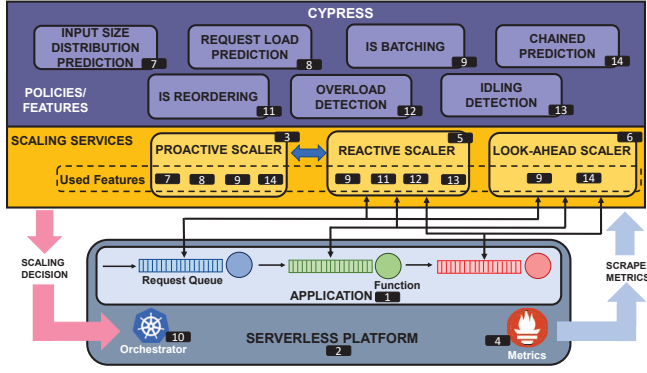 CYPRESS
INPUT SIZE
DISTRIBUTION
PREDICTION
7
REQUEST LOAD
PREDICTION
8
IS BATCHING
9
CHAINED
PREDICTION
14
POLICIES/
FEATURES
IS REORDERING
11
OVERLOAD
DETECTION
12
IDLING
DETECTION
13
SCALING SERVICES
PROACTIVE SCALER
3
REACTIVE SCALER
5
LOOK-AHEAD SCALER
6
Used Features
7 8 9 14
9 11 12 13
9 14
SCALING
DECISION
SCRAPE
METRICS
Request Queue
Function
APPLICATION
1
Orchestrator
10
SERVERLESS PLATFORM
2
4
Metrics